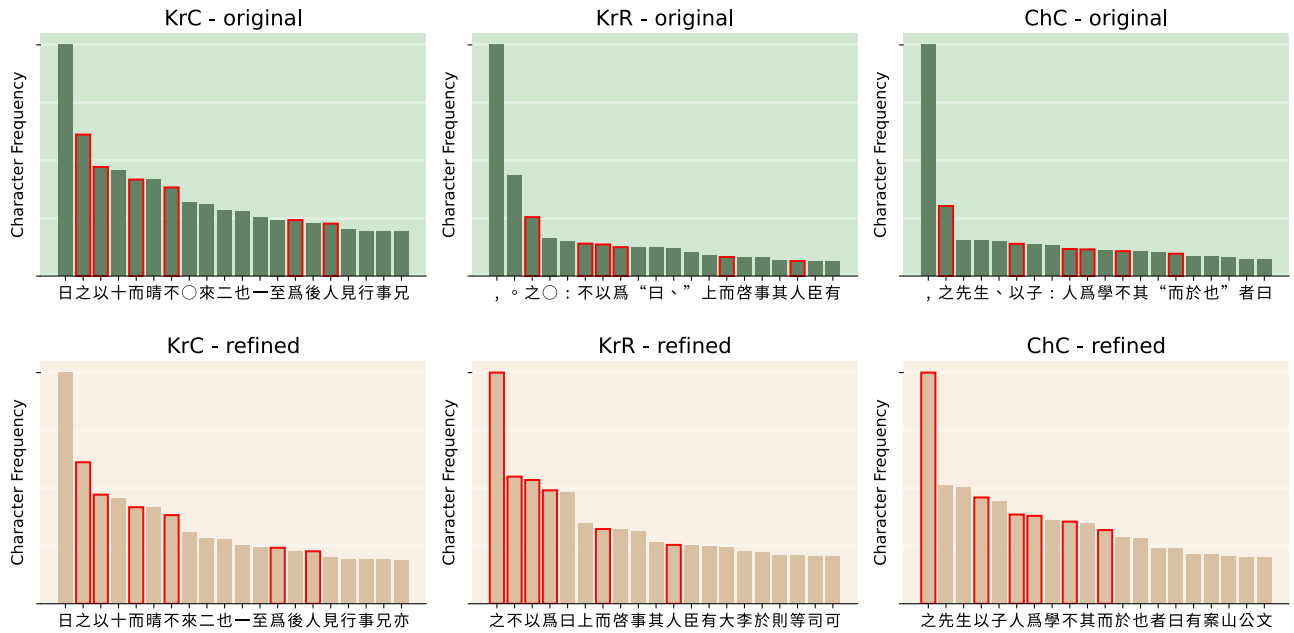 KrC - original
KrR - original
ChC - original
Character Frequency
Character Frequency
Character Frequency
日之以十而晴不〇來二也一至爲後人見行事兄
，。之〇：不以爲“曰、”上而啓事其人臣有
，之先生、以子：人爲學不其“而於也”者曰
KrC - refined
KrR - refined
ChC - refined
Character Frequency
Character Frequency
Character Frequency
日之以十而晴不來二也一至爲後人見行事兄亦
之不以爲曰上而啓事其人臣有大李於則等司可
之先生以子人爲學不其而於也者曰有案山公文